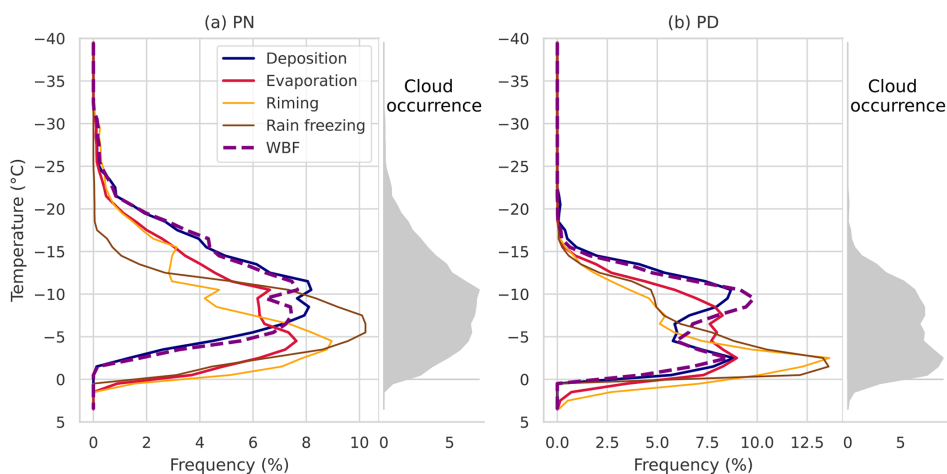 (a) PN
(b) PD
−40
−30
−25
−20
−15
−10
−5
0
5
Temperature (°C)
Deposition
Evaporation
Riming
Rain freezing
WBF
Cloud
occurrence
0 2 4 6 8 10
0 5
Frequency (%)
−40
−30
−25
−20
−15
−10
−5
0
5
Cloud
occurrence
0.0 2.5 5.0 7.5 10.0 12.5
0 5
Frequency (%)